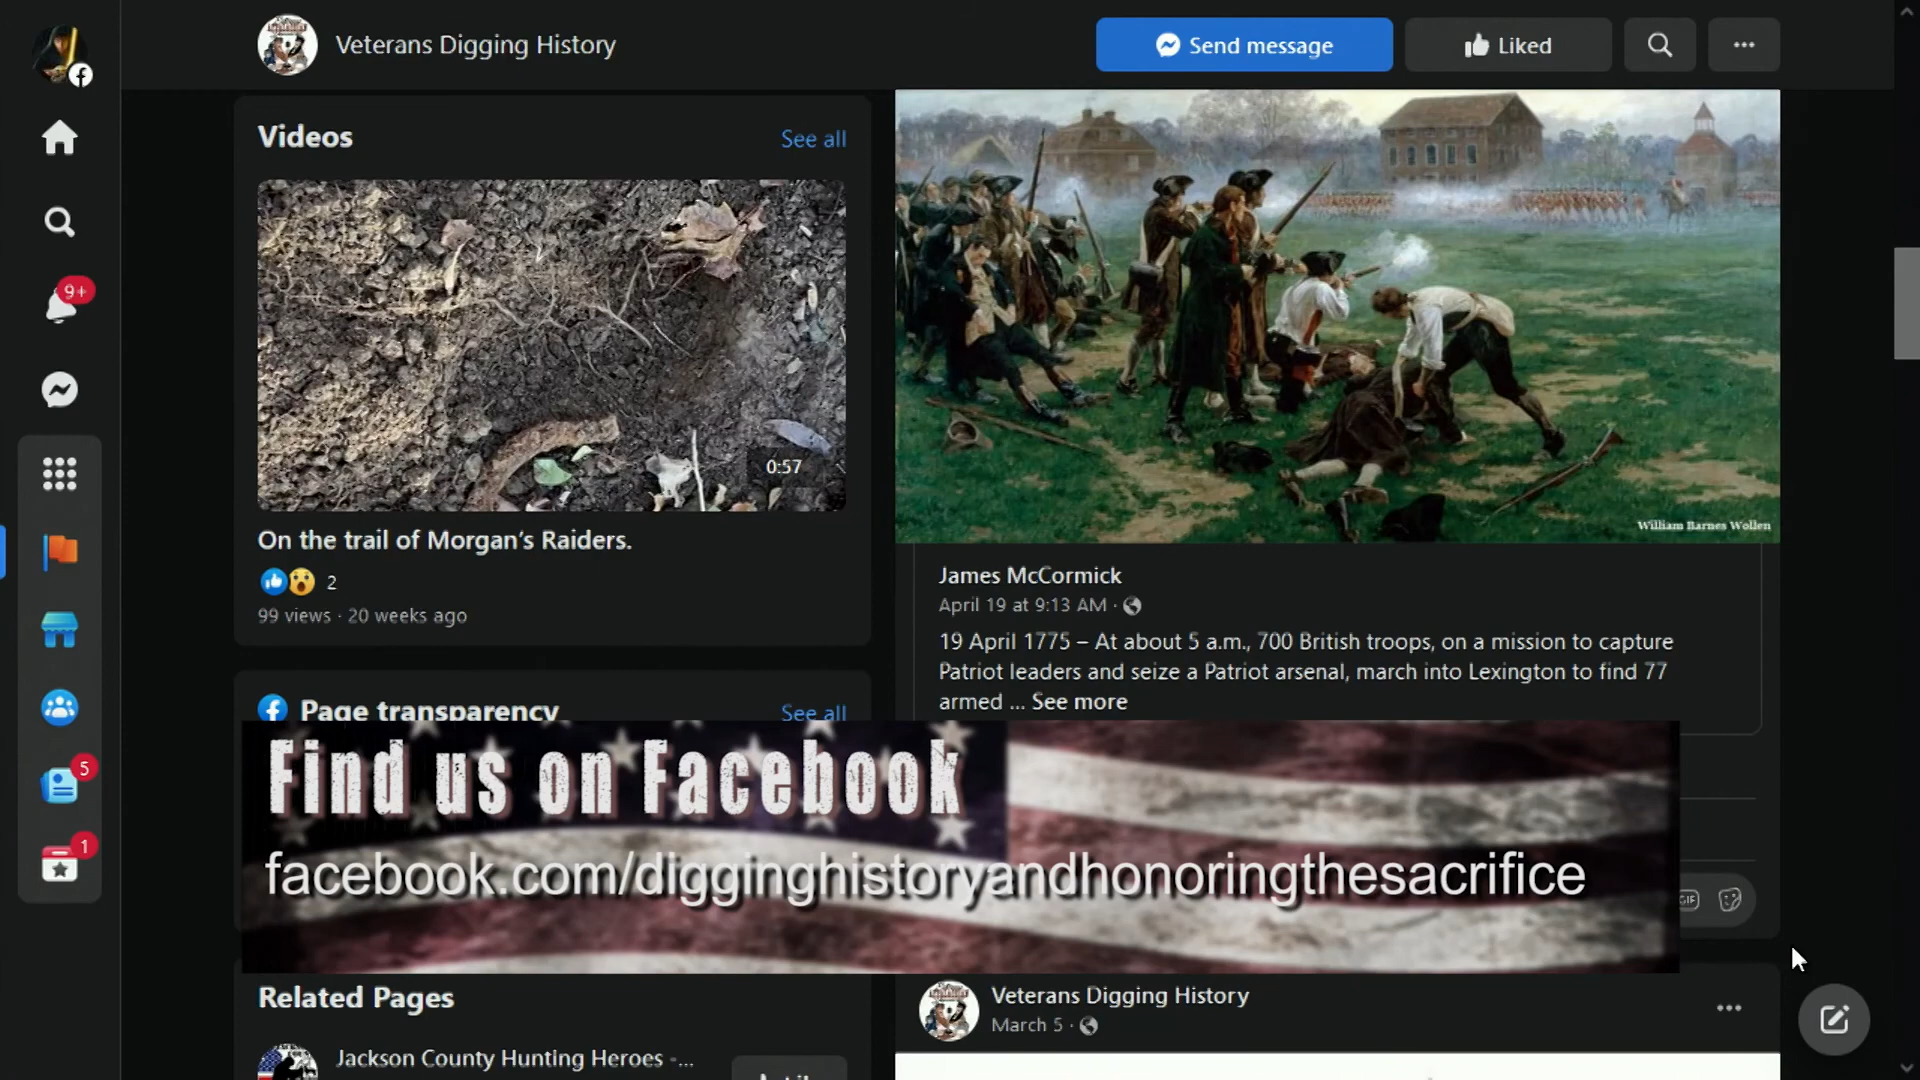 Veterans Digging History
Send message
Liked
9+
5
1
Videos
See all
0:57
On the trail of Morgan's Raiders.
2
99 views · 20 weeks ago
Page transparency
See all
William Barnes Wollen
James McCormick
April 19 at 9:13 AM ·
19 April 1775 – At about 5 a.m., 700 British troops, on a mission to capture
Patriot leaders and seize a Patriot arsenal, march into Lexington to find 77
armed ... See more
Find us on Facebook
facebook.com/digginghistoryandhonoringthesacrifice
GIF
Related Pages
Jackson County Hunting Heroes -...
Veterans Digging History
March 5 ·